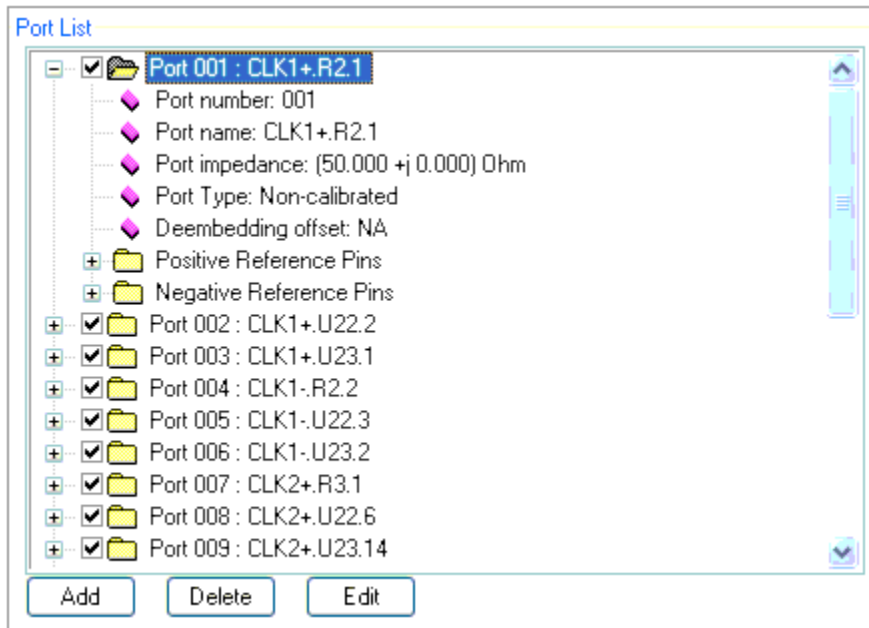 Port List
Port 001 : CLK1+.R2.1
Port number: 001
Port name: CLK1+.R2.1
Port impedance: (50.000 +j 0.000) Ohm
Port Type: Non-calibrated
Deembedding offset: NA
Positive Reference Pins
Negative Reference Pins
Port 002 : CLK1+.U22.2
Port 003 : CLK1+.U23.1
Port 004 : CLK1-.R2.2
Port 005 : CLK1-.U22.3
Port 006 : CLK1-.U23.2
Port 007 : CLK2+.R3.1
Port 008 : CLK2+.U22.6
Port 009 : CLK2+.U23.14
Add Delete Edit